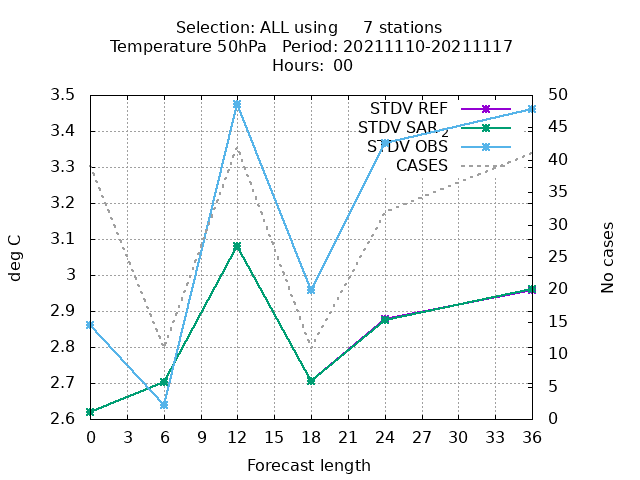 Selection: ALL using 7 stations
Temperature 50hPa Period: 20211110-20211117
Hours: 00
3.5
3.4
3.3
3.2
3.1
3
2.9
2.8
2.7
2.6
deg C
50
45
40
35
30
25
20
15
10
5
0
No cases
STDV REF
STDV SAR2
STDV OBS
CASES
0 3 6 9 12 15 18 21 24 27 30 33 36
Forecast length